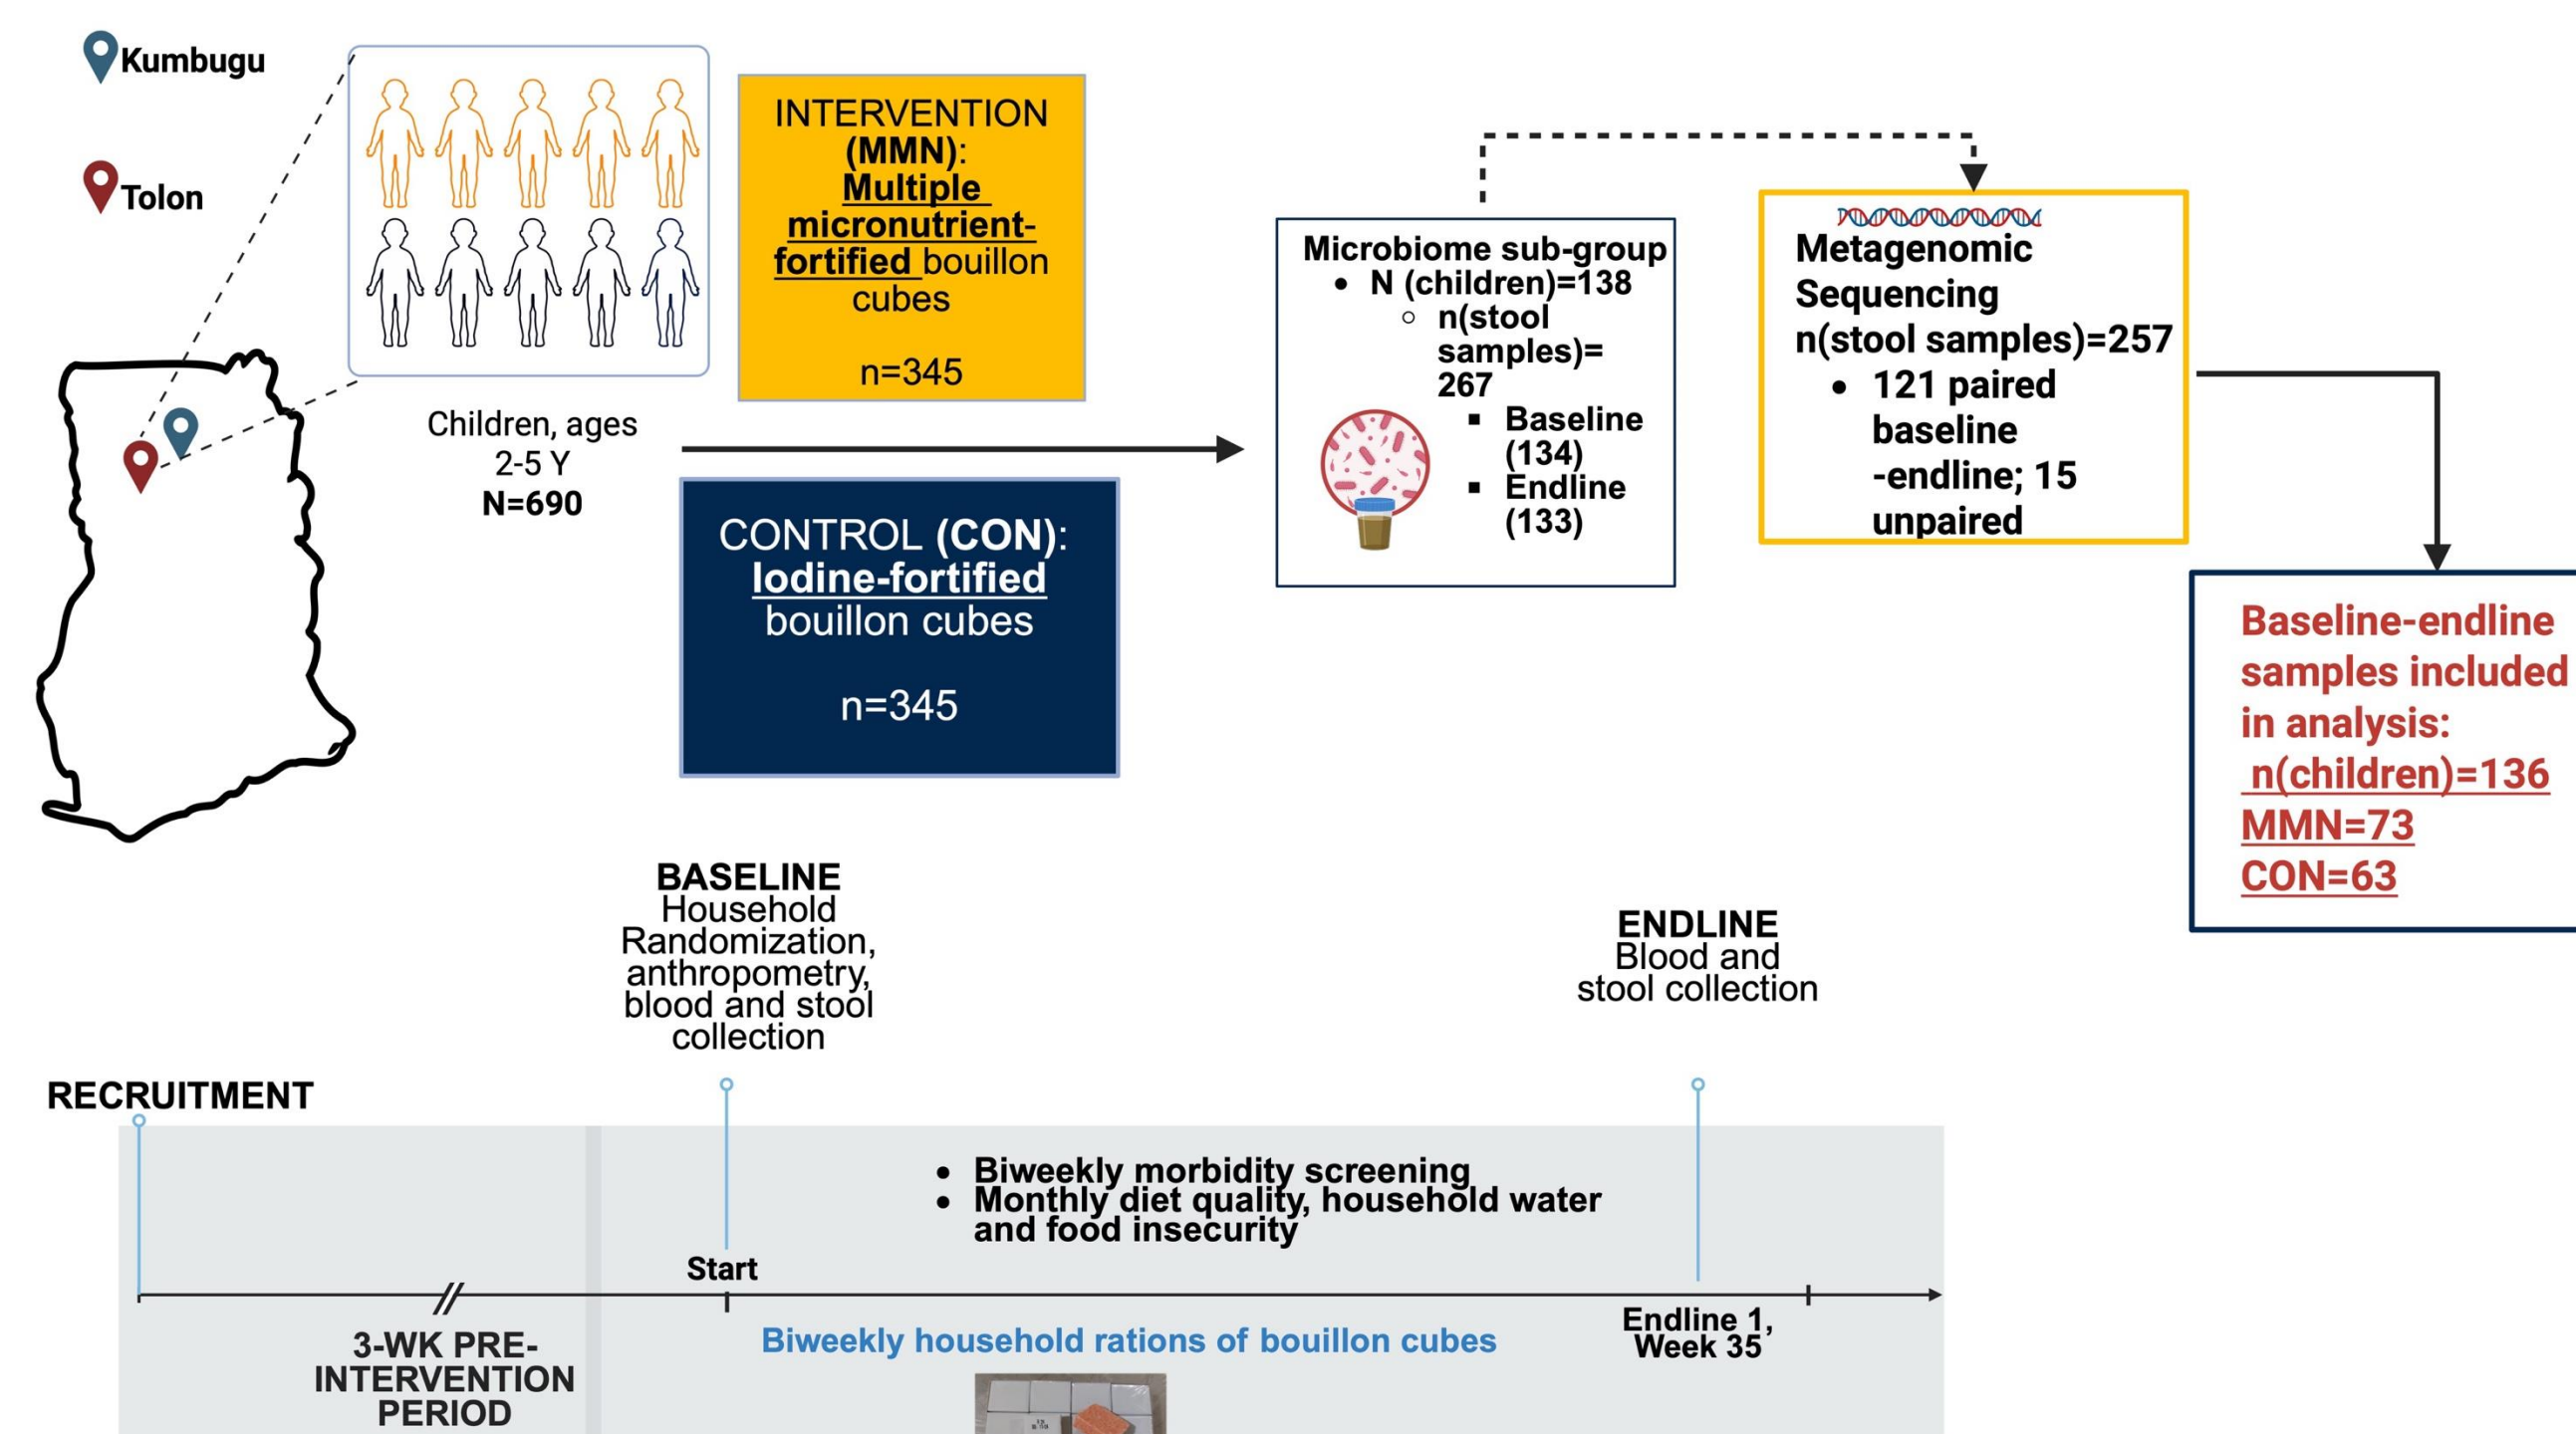 Kumbugu
Tolon
Children, ages
2-5 Y
N=690
INTERVENTION
(MMN):
Multiple
micronutrient-
fortified bouillon
cubes
n=345
CONTROL (CON):
Iodine-fortified
bouillon cubes
n=345
Microbiome sub-group
• N (children)=138
○ n(stool
samples)=
267
▪ Baseline
(134)
▪ Endline
(133)
Metagenomic
Sequencing
n(stool samples)=257
• 121 paired
baseline
-endline; 15
unpaired
Baseline-endline
samples included
in analysis:
n(children)=136
MMN=73
CON=63
RECRUITMENT
BASELINE
Household
Randomization,
anthropometry,
blood and stool
collection
ENDLINE
Blood and
stool collection
• Biweekly morbidity screening
• Monthly diet quality, household water
and food insecurity
Start
3-WK PRE-
INTERVENTION
PERIOD
Biweekly household rations of bouillon cubes
Endline 1,
Week 35